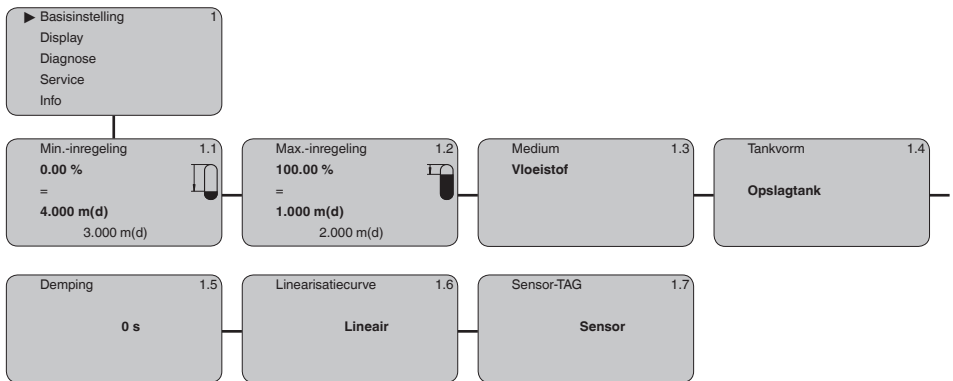 ▶ Basisinstelling 1
Display
Diagnose
Service
Info
Min.-inregeling 1.1
0.00 %
=
4.000 m(d)
3.000 m(d)
Max.-inregeling 1.2
100.00 %
=
1.000 m(d)
2.000 m(d)
Medium 1.3
Vloeistof
Tankvorm 1.4
Opslagtank
Demping 1.5
0 s
Linearisatiecurve 1.6
Lineair
Sensor-TAG 1.7
Sensor